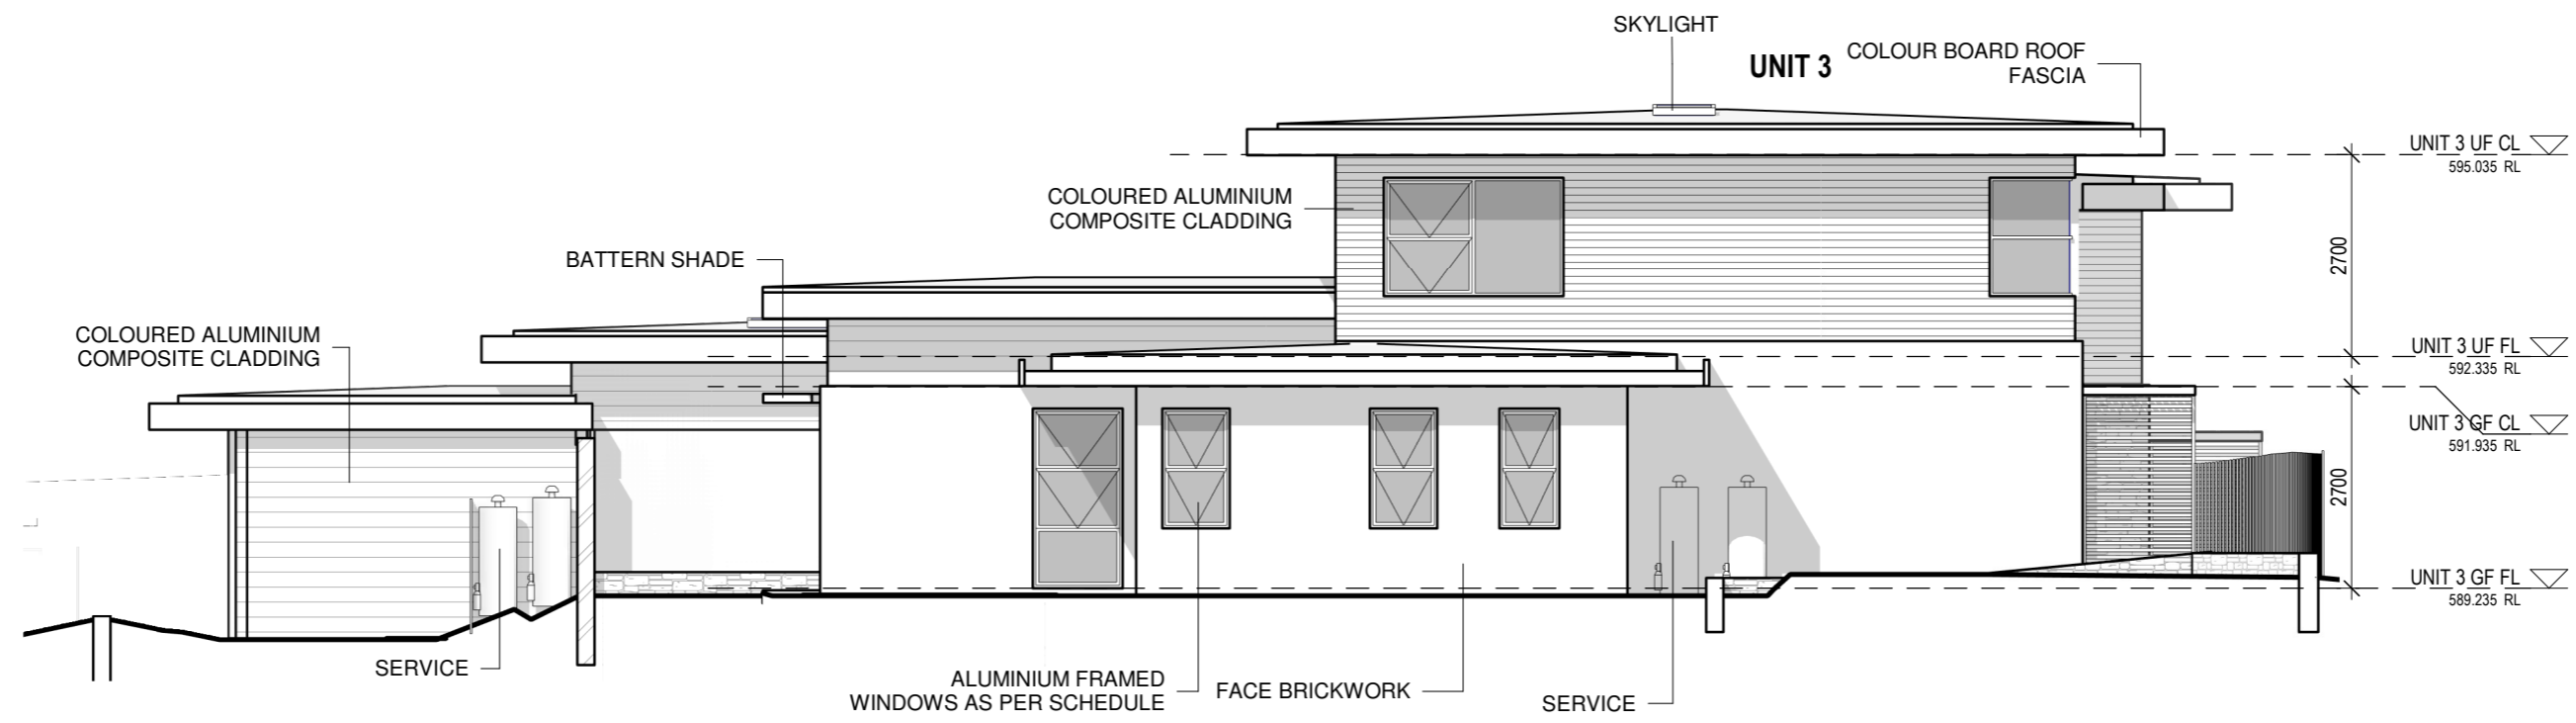 SKYLIGHT
UNIT 3
COLOUR BOARD ROOF
FASCIA
UNIT 3 UF CL
595.035 RL
COLOURED ALUMINIUM
COMPOSITE CLADDING
BATTERN SHADE
2700
COLOURED ALUMINIUM
COMPOSITE CLADDING
UNIT 3 UF FL
592.335 RL
UNIT 3 GF CL
591.935 RL
2700
UNIT 3 GF FL
589.235 RL
SERVICE
ALUMINIUM FRAMED
WINDOWS AS PER SCHEDULE
FACE BRICKWORK
SERVICE